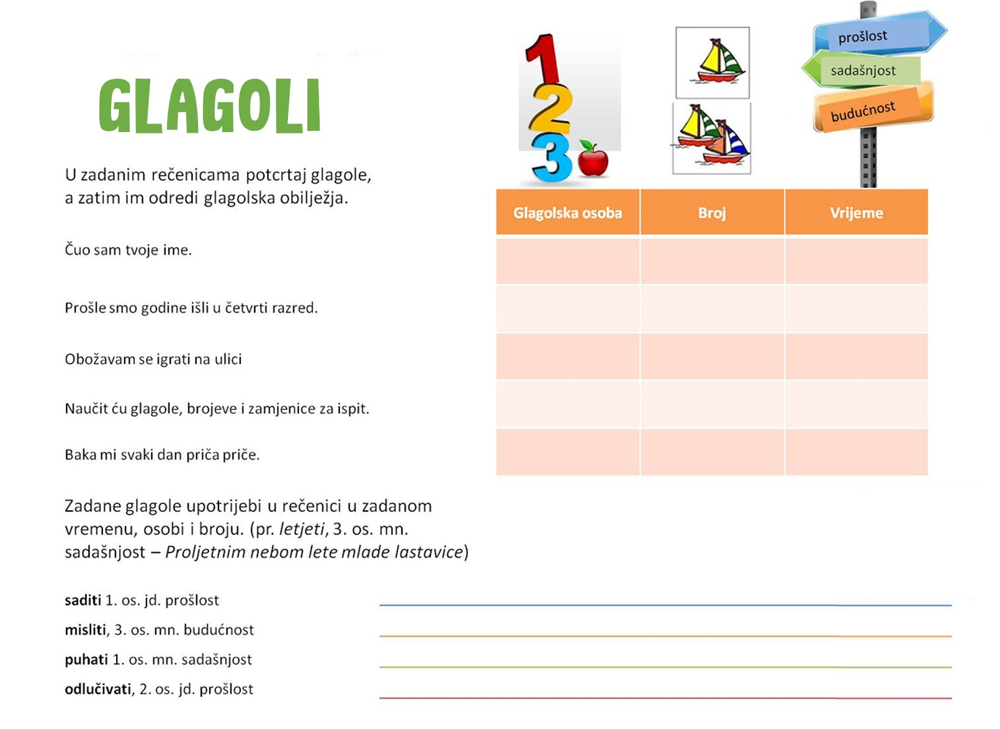 GLAGOLI
U zadanim rečenicama potcrtaj glagole,
a zatim im odredi glagolska obilježja.
1
2
3
prošlost
sadašnjost
budućnost
Glagolska osoba Broj Vrijeme
Čuo sam tvoje ime.
Prošle smo godine išli u četvrti razred.
Obožavam se igrati na ulici
Naučit ću glagole, brojeve i zamjenice za ispit.
Baka mi svaki dan priča priče.
Zadane glagole upotrijebi u rečenici u zadanom
vremenu, osobi i broju. (pr. letjeti, 3. os. mn.
sadašnjost – Proljetnim nebom lete mlade lastavice)
saditi 1. os. jd. prošlost
misliti, 3. os. mn. budućnost
puhati 1. os. mn. sadašnjost
odlučivati, 2. os. jd. prošlost